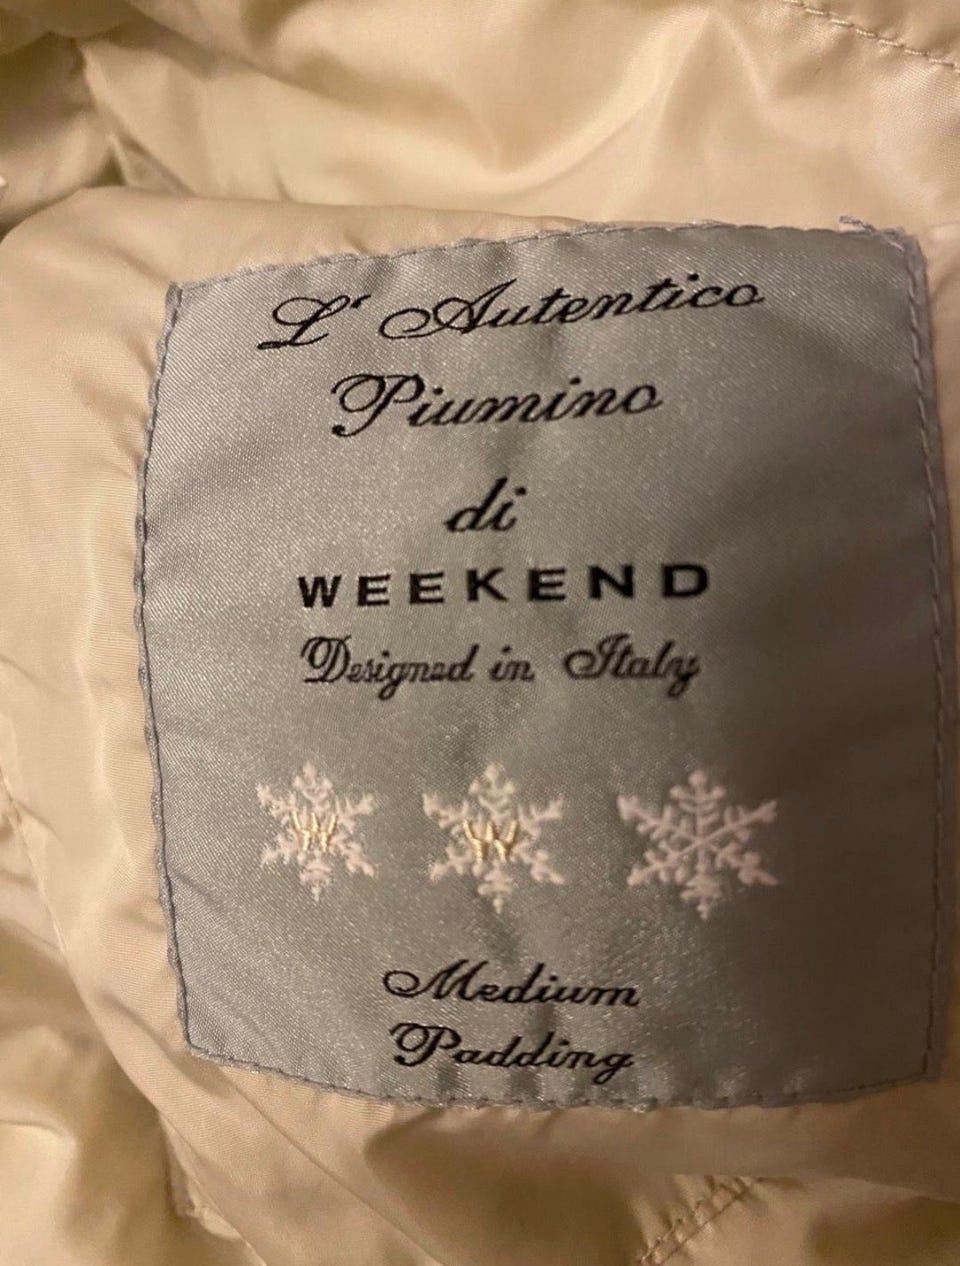 L' Autentico
Piumino
di
WEEKEND
Designed in Italy
W W
Medium
Padding